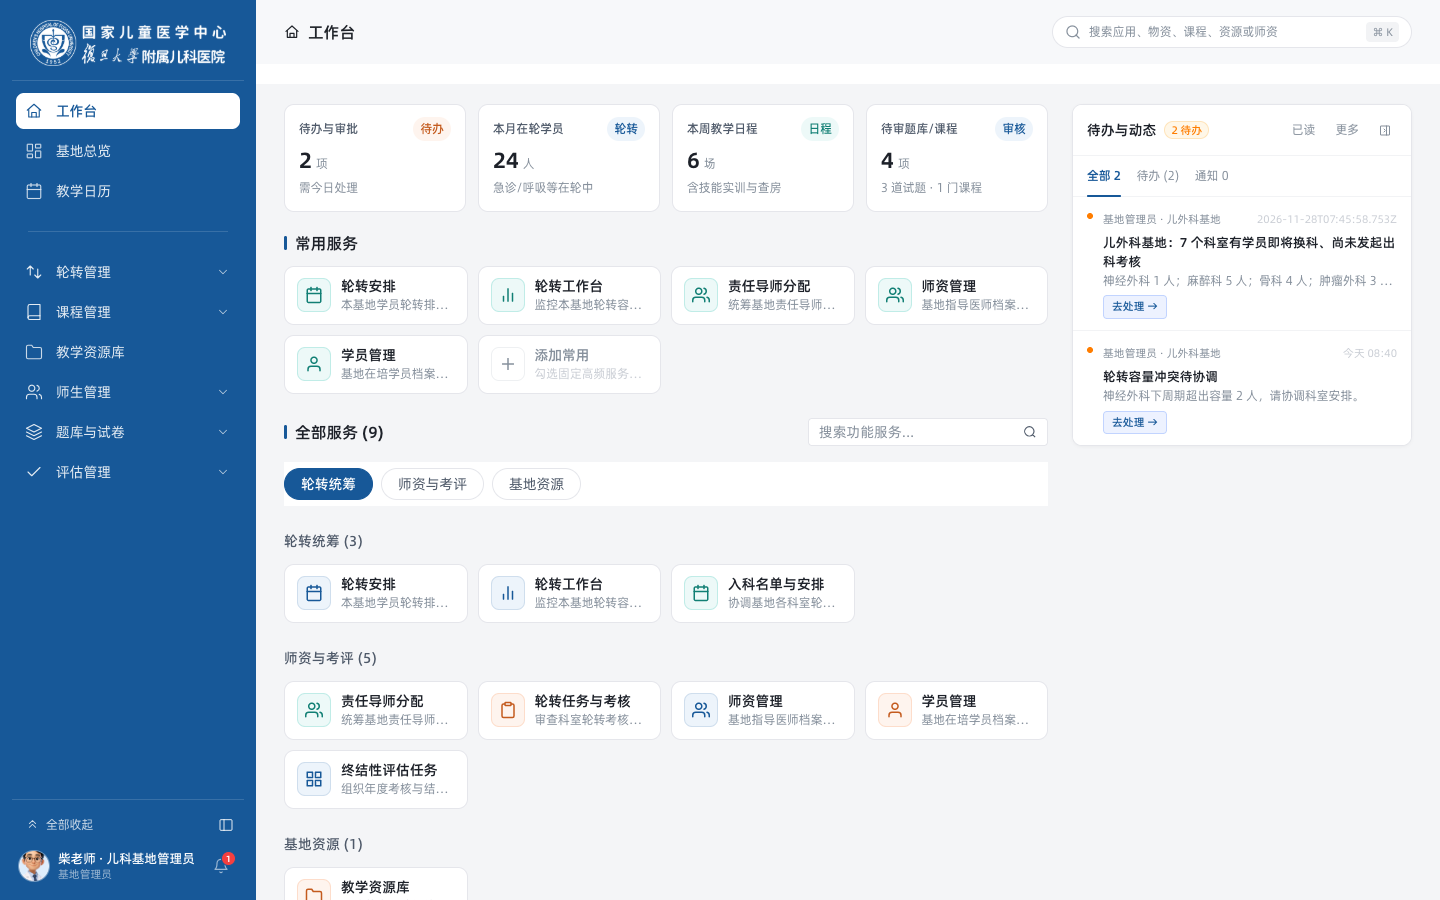 国家儿童医学中心
復旦大学附属儿科医院
工作台
基地总览
教学日历
轮转管理
课程管理
教学资源库
师生管理
题库与试卷
评估管理
全部收起
柴老师 · 儿科基地管理员
基地管理员
1
工作台
搜索应用、物资、课程、资源或师资
⌘ K
待办与审批 待办
2 项
需今日处理
本月在轮学员 轮转
24 人
急诊/呼吸等在轮中
本周教学日程 日程
6 场
含技能实训与查房
待审题库/课程 审核
4 项
3 道试题 · 1 门课程
常用服务
轮转安排
本基地学员轮转排...
轮转工作台
监控本基地轮转容...
责任导师分配
统筹基地责任导师...
师资管理
基地指导医师档案...
学员管理
基地在培学员档案...
添加常用
勾选固定高频服务...
全部服务 (9)
搜索功能服务...
轮转统筹
师资与考评
基地资源
轮转统筹 (3)
轮转安排
本基地学员轮转排...
轮转工作台
监控本基地轮转容...
入科名单与安排
协调基地各科室轮...
师资与考评 (5)
责任导师分配
统筹基地责任导师...
轮转任务与考核
审查科室轮转考核...
师资管理
基地指导医师档案...
学员管理
基地在培学员档案...
终结性评估任务
组织年度考核与结...
基地资源 (1)
教学资源库
待办与动态 2 待办 已读 更多
全部 2 待办 (2) 通知 0
基地管理员 · 儿外科基地 2026-11-28T07:45:58.753Z
儿外科基地：7 个科室有学员即将换科、尚未发起出
科考核
神经外科 1 人；麻醉科 5 人；骨科 4 人；肿瘤外科 3 ...
去处理 →
基地管理员 · 儿外科基地 今天 08:40
轮转容量冲突待协调
神经外科下周期超出容量 2 人，请协调科室安排。
去处理 →